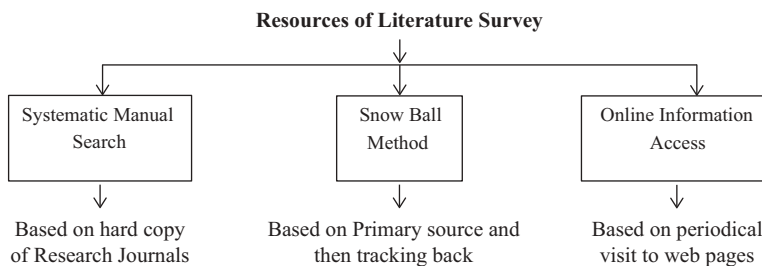 Resources of Literature Survey
Systematic Manual
Search
Snow Ball
Method
Online Information
Access
Based on hard copy
of Research Journals
Based on Primary source and
then tracking back
Based on periodical
visit to web pages